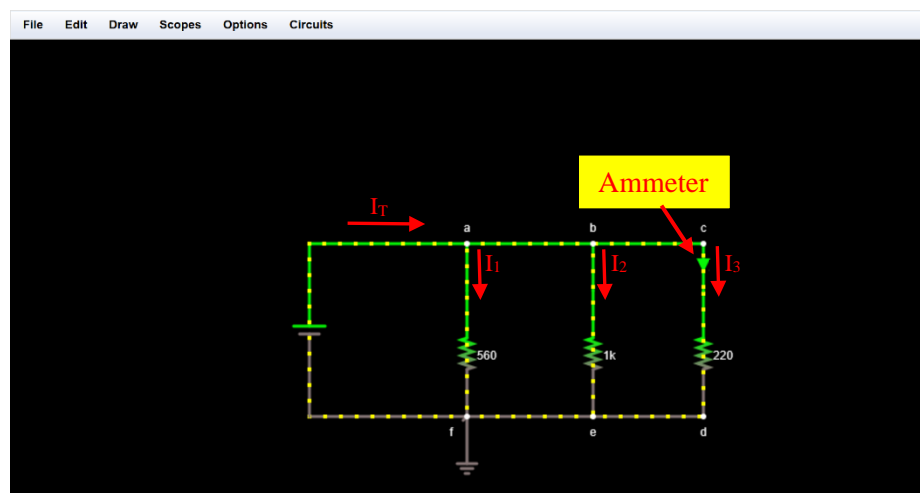 File Edit Draw Scopes Options Circuits
Ammeter
IT
a b c
I1 I2 I3
560 1k 220
f e d